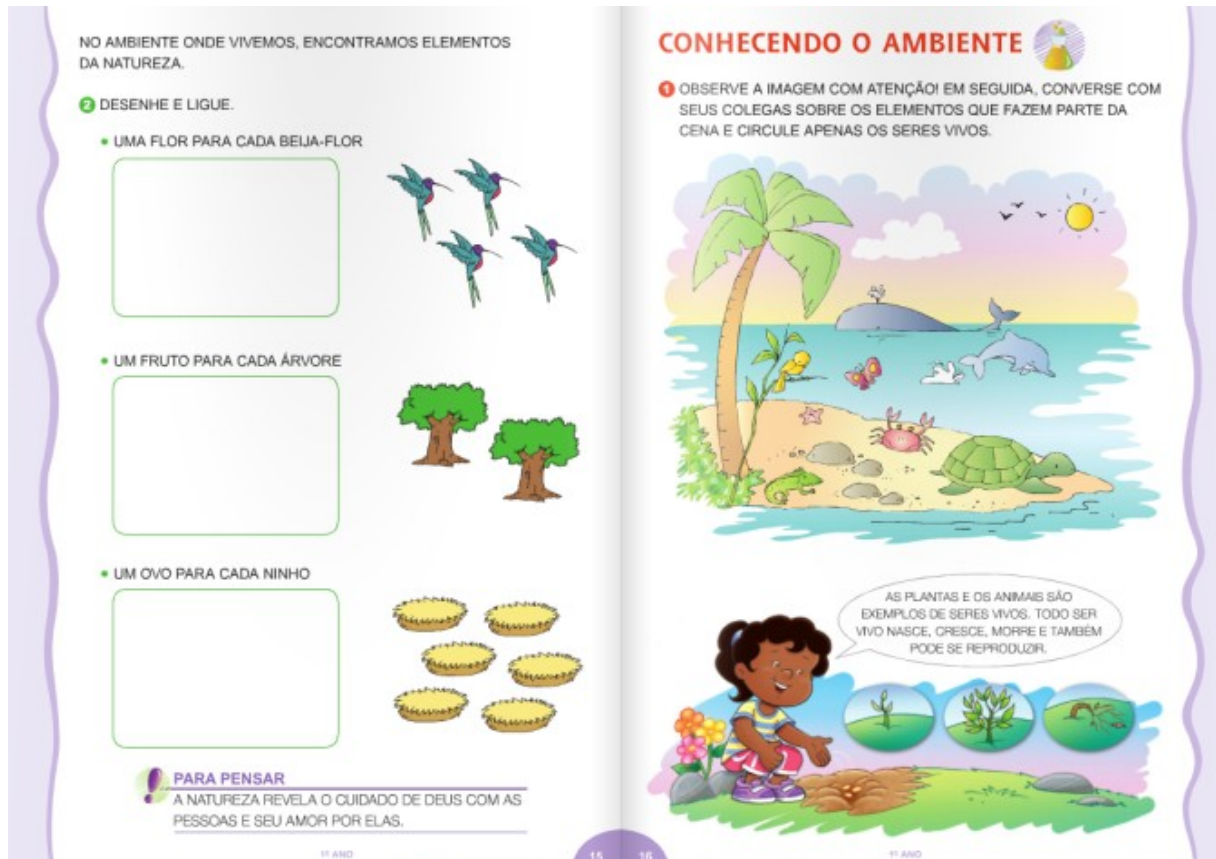 NO AMBIENTE ONDE VIVEMOS, ENCONTRAMOS ELEMENTOS
DA NATUREZA.
2 DESENHE E LIGUE.
• UMA FLOR PARA CADA BEIJA-FLOR
• UM FRUTO PARA CADA ÁRVORE
• UM OVO PARA CADA NINHO
PARA PENSAR
A NATUREZA REVELA O CUIDADO DE DEUS COM AS
PESSOAS E SEU AMOR POR ELAS.
1º ANO
15
CONHECENDO O AMBIENTE
1 OBSERVE A IMAGEM COM ATENÇÃO! EM SEGUIDA, CONVERSE COM
SEUS COLEGAS SOBRE OS ELEMENTOS QUE FAZEM PARTE DA
CENA E CIRCULE APENAS OS SERES VIVOS.
AS PLANTAS E OS ANIMAIS SÃO
EXEMPLOS DE SERES VIVOS. TODO SER
VIVO NASCE, CRESCE, MORRE E TAMBÉM
PODE SE REPRODUZIR.
16
1º ANO